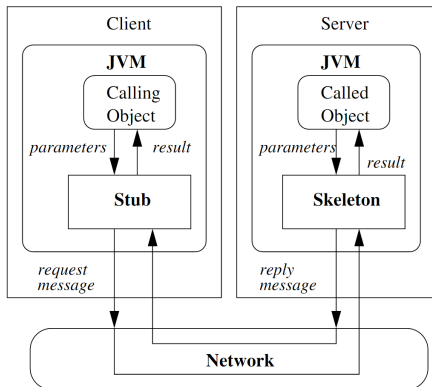 Client
JVM
Calling
Object
parameters
result
Stub
request
message
Server
JVM
Called
Object
parameters
result
Skeleton
reply
message
Network